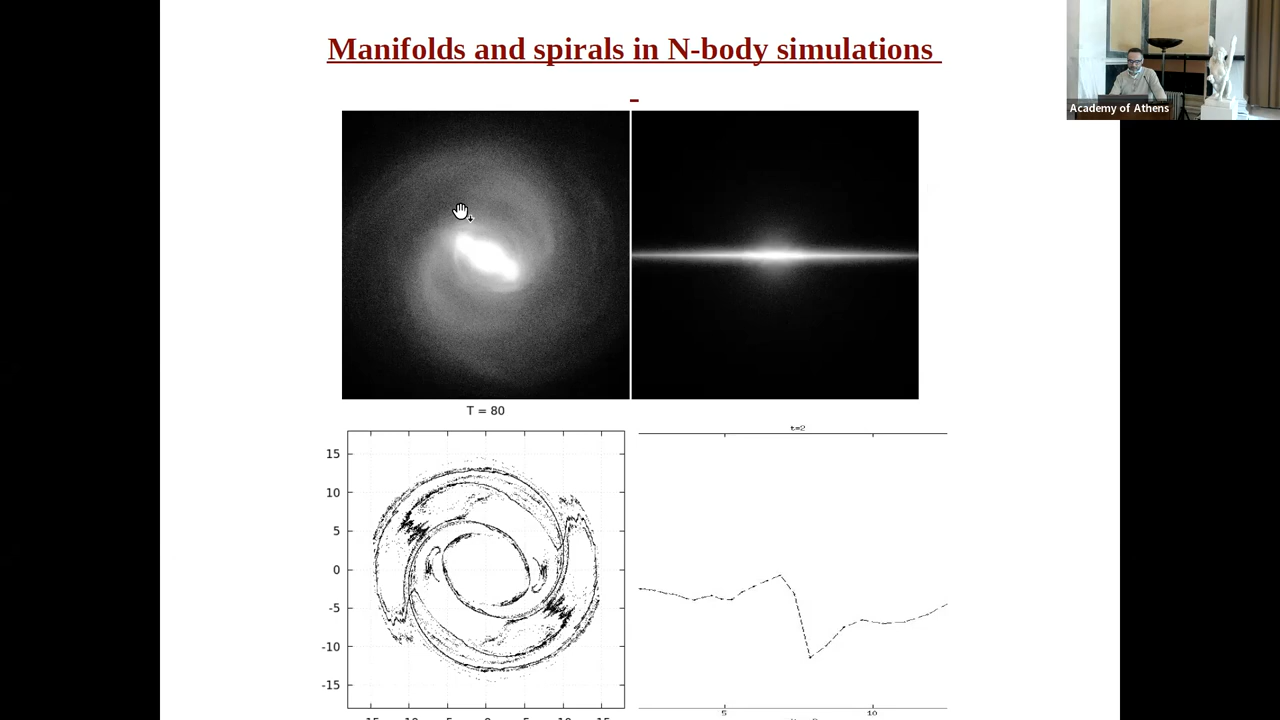 Manifolds and spirals in N-body simulations
Academy of Athens
T = 80
t=2
15
10
5
0
-5
-10
-15
5
10